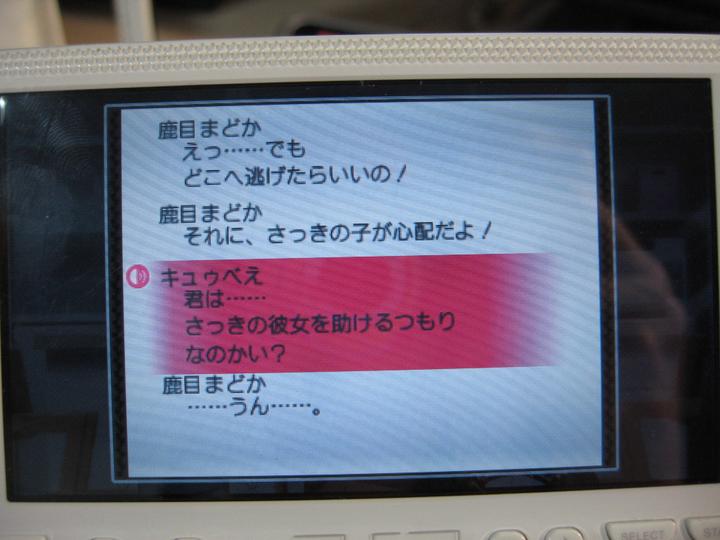 鹿目まどか
えっ……でも
どこへ逃げたらいいの！
鹿目まどか
それに、さっきの子が心配だよ！
キュゥべえ
君は……
さっきの彼女を助けるつもり
なのかい？
鹿目まどか
……うん……。
SELECT
ST